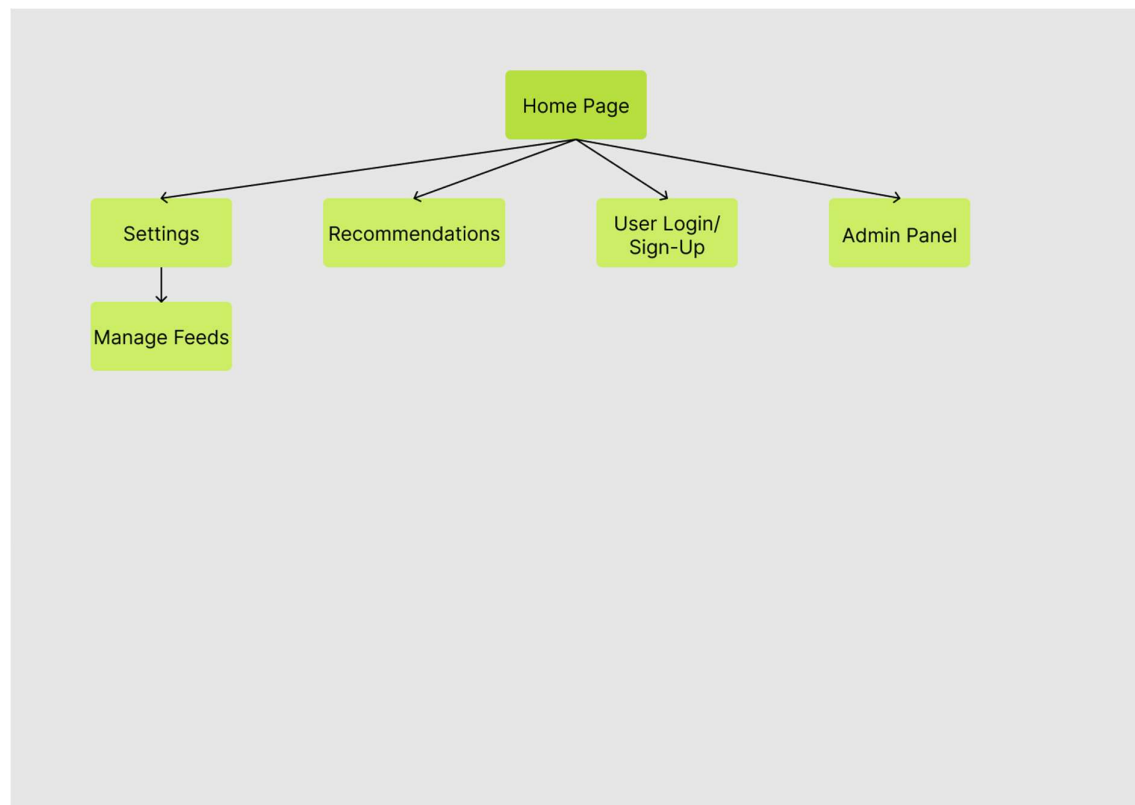 Home Page
Settings
Recommendations
User Login/
Sign-Up
Admin Panel
Manage Feeds